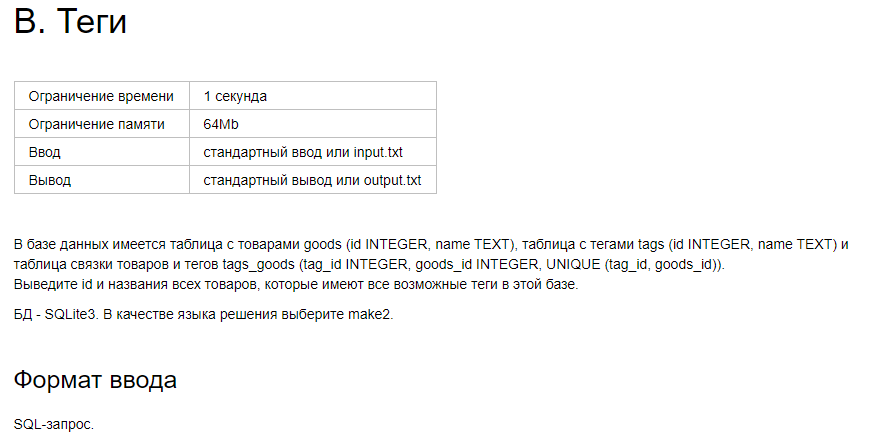 В. Теги
Ограничение времени 1 секунда
Ограничение памяти 64Mb
Ввод стандартный ввод или input.txt
Вывод стандартный вывод или output.txt
В базе данных имеется таблица с товарами goods (id INTEGER, name TEXT), таблица с тегами tags (id INTEGER, name TEXT) и
таблица связки товаров и тегов tags_goods (tag_id INTEGER, goods_id INTEGER, UNIQUE (tag_id, goods_id)).
Выведите id и названия всех товаров, которые имеют все возможные теги в этой базе.
БД - SQLite3. В качестве языка решения выберите make2.
Формат ввода
SQL-запрос.